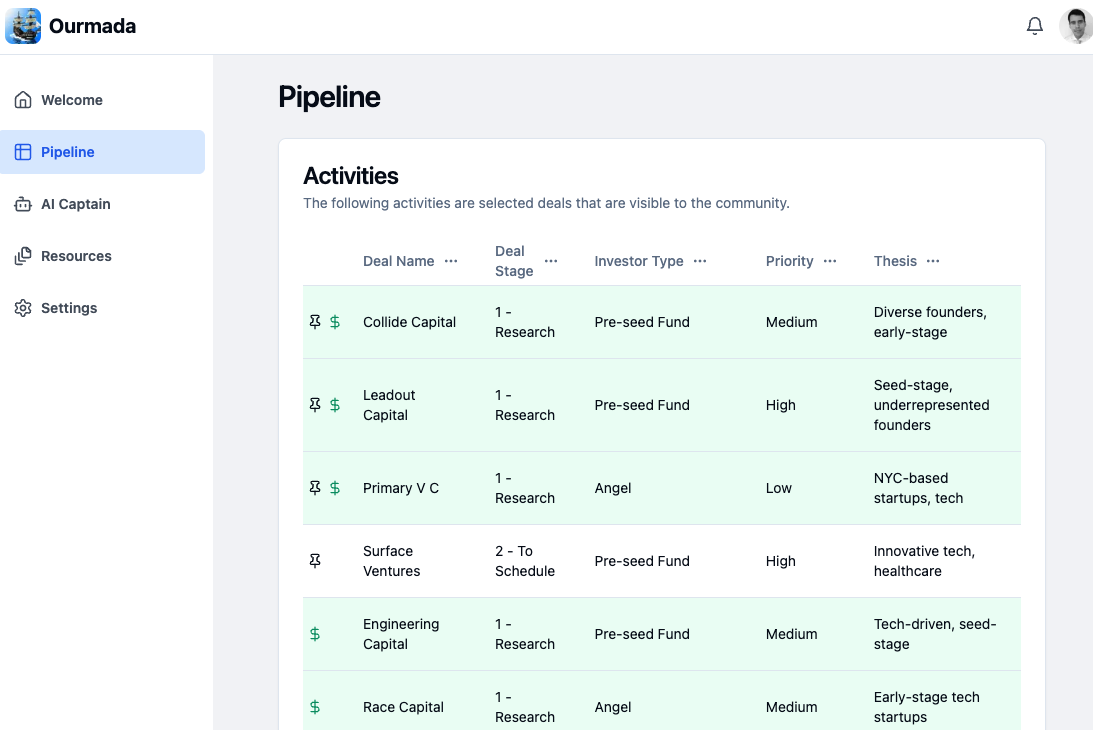 Ourmada
Welcome
Pipeline
AI Captain
Resources
Settings
Pipeline
Activities
The following activities are selected deals that are visible to the community.
Deal Name ··· Deal Stage ··· Investor Type ··· Priority ··· Thesis ···
$ Collide Capital 1 - Research Pre-seed Fund Medium Diverse founders, early-stage
$ Leadout Capital 1 - Research Pre-seed Fund High Seed-stage, underrepresented founders
$ Primary V C 1 - Research Angel Low NYC-based startups, tech
Surface Ventures 2 - To Schedule Pre-seed Fund High Innovative tech, healthcare
$ Engineering Capital 1 - Research Pre-seed Fund Medium Tech-driven, seed-stage
$ Race Capital 1 - Research Angel Medium Early-stage tech startups